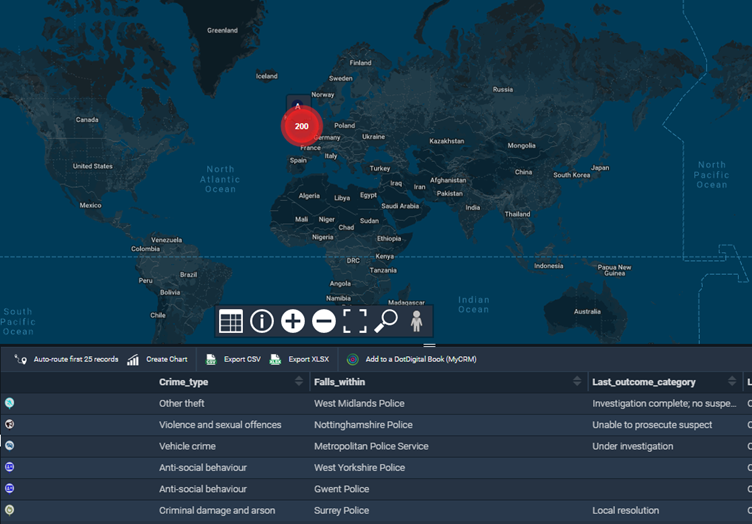 Greenland
Iceland
Finland
Sweden
Norway
Russia
A
200
Canada
Poland
Germany
Ukraine
Kazakhstan
Mongolia
France
Spain
Italy
Turkey
United States
North
Atlantic
Ocean
China
South Korea
Japan
North
Pacific
Ocean
Afghanistan
Iraq
Iran
Pakistan
Algeria
Libya
Egypt
Saudi Arabia
India
Mexico
Mali
Niger
Chad
Sudan
Thailand
Nigeria
Ethiopia
Venezuela
Colombia
DRC
Kenya
Tanzania
Indonesia
Papua New
Guinea
Peru
Brazil
Bolivia
Angola
Namibia
Madagascar
Indian
Ocean
Australia
Chile
South
Pacific
Ocean
Auto-route first 25 records Create Chart Export CSV Export XLSX Add to a DotDigital Book (MyCRM)
Crime_type Falls_within Last_outcome_category L
Other theft West Midlands Police Investigation complete; no suspe... C
Violence and sexual offences Nottinghamshire Police Unable to prosecute suspect C
Vehicle crime Metropolitan Police Service Under investigation C
Anti-social behaviour West Yorkshire Police C
Anti-social behaviour Gwent Police C
Criminal damage and arson Surrey Police Local resolution C